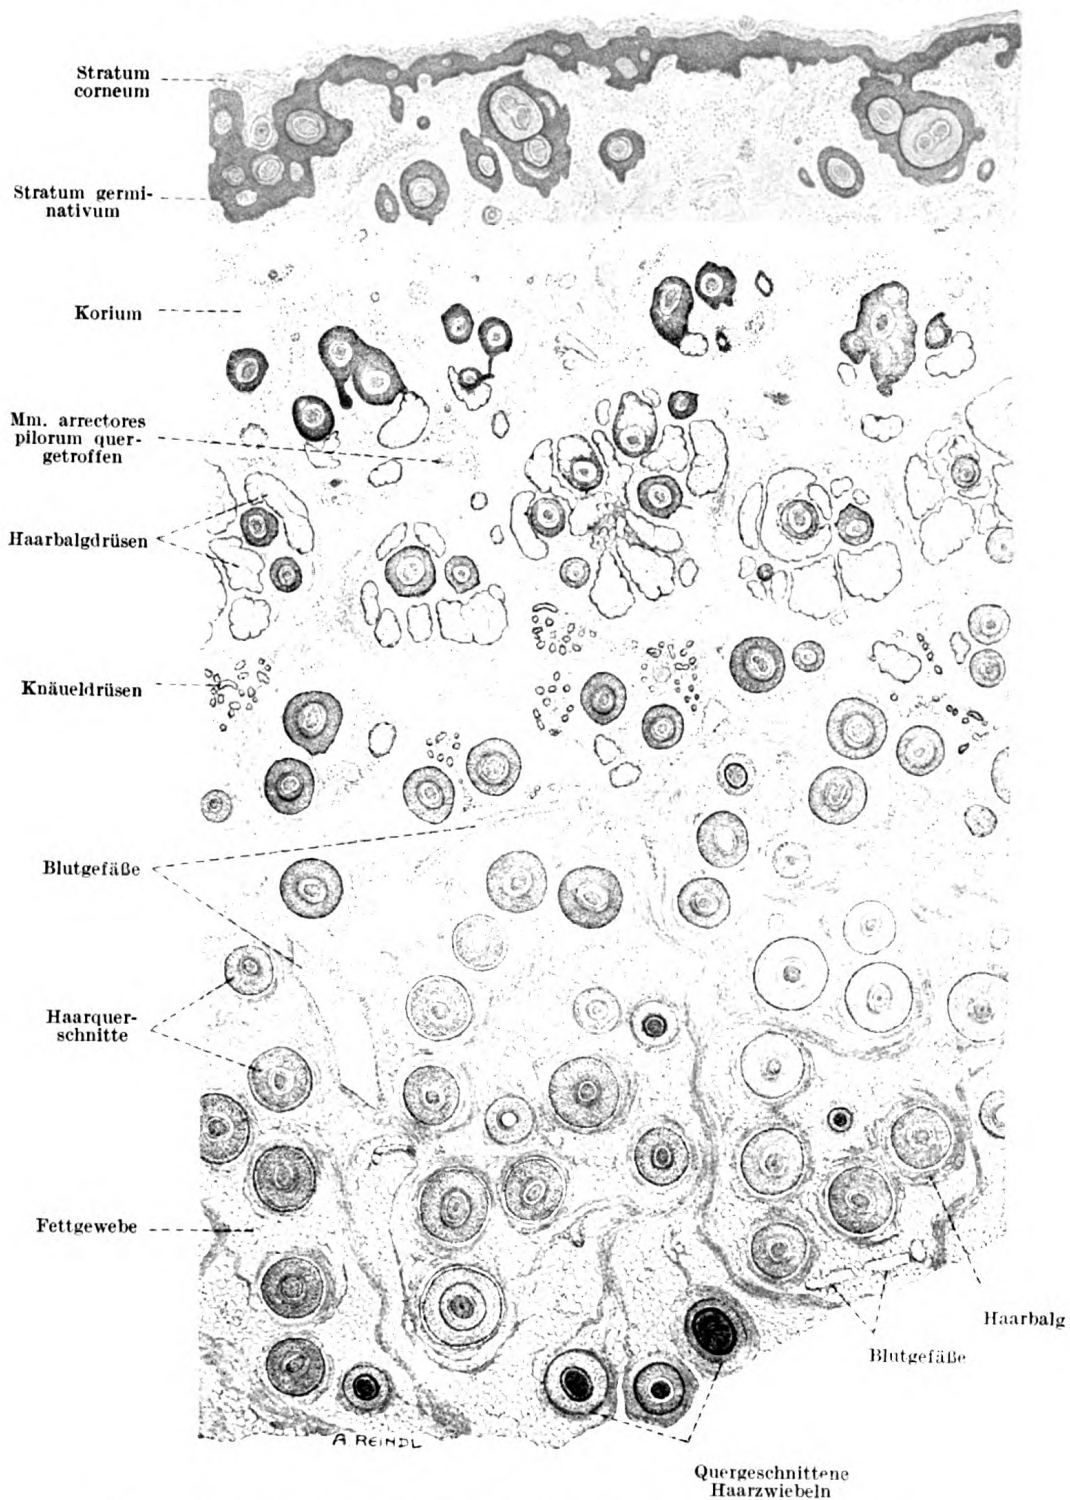 Stratum
corneum
Stratum germi-
nativum
Korium
Mm. arrectores
pilorum quer-
getroffen
Haarbalgdrüsen
Knäueldrüsen
Blutgefäße
Haarquer-
schnitte
Fettgewebe
Haarbalg
Blutgefäße
A. REINDL
Quergeschnittene
Haarzwiebeln